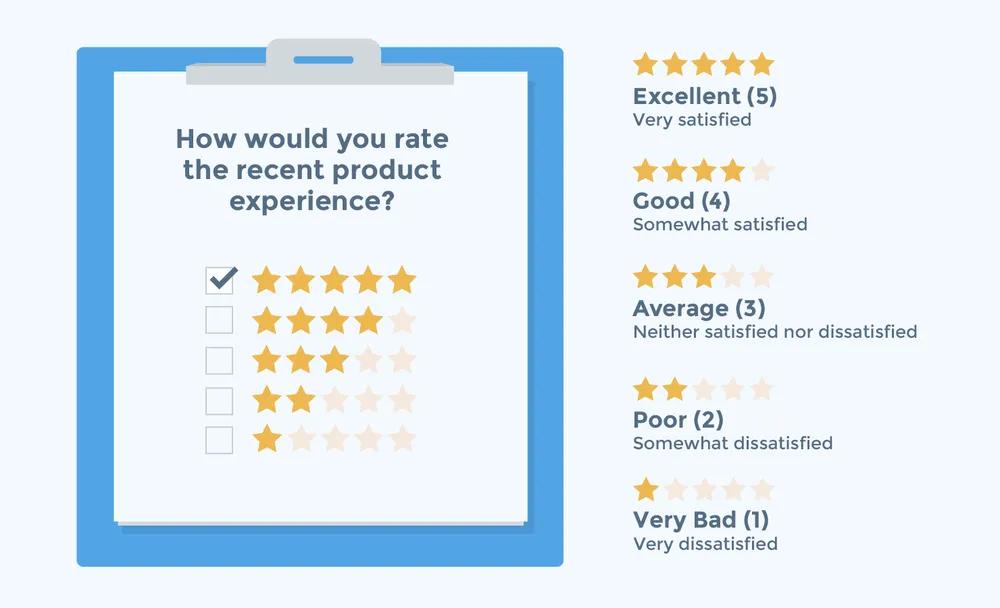 How would you rate
the recent product
experience?
Excellent (5)
Very satisfied
Good (4)
Somewhat satisfied
Average (3)
Neither satisfied nor dissatisfied
Poor (2)
Somewhat dissatisfied
Very Bad (1)
Very dissatisfied